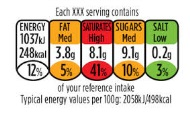 Each XXX serving contains
ENERGY FAT SATURATES SUGARS SALT
1037kJ Med High Med Low
248kcal 3.8g 8.1g 9.1g 0.2g
12% 5% 41% 10% 3%
of your reference intake
Typical energy values per 100g: 2058kJ/498kcal